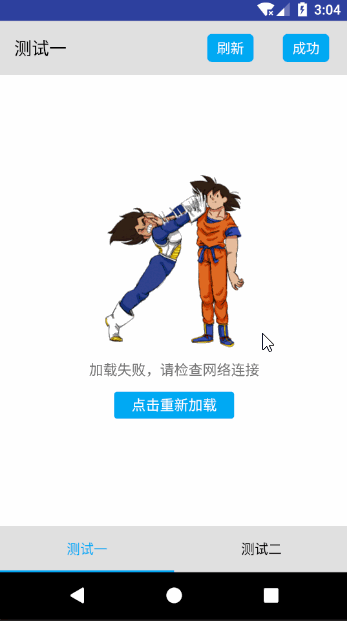 3:04
测试一
刷新
成功
加载失败，请检查网络连接
点击重新加载
测试一
测试二